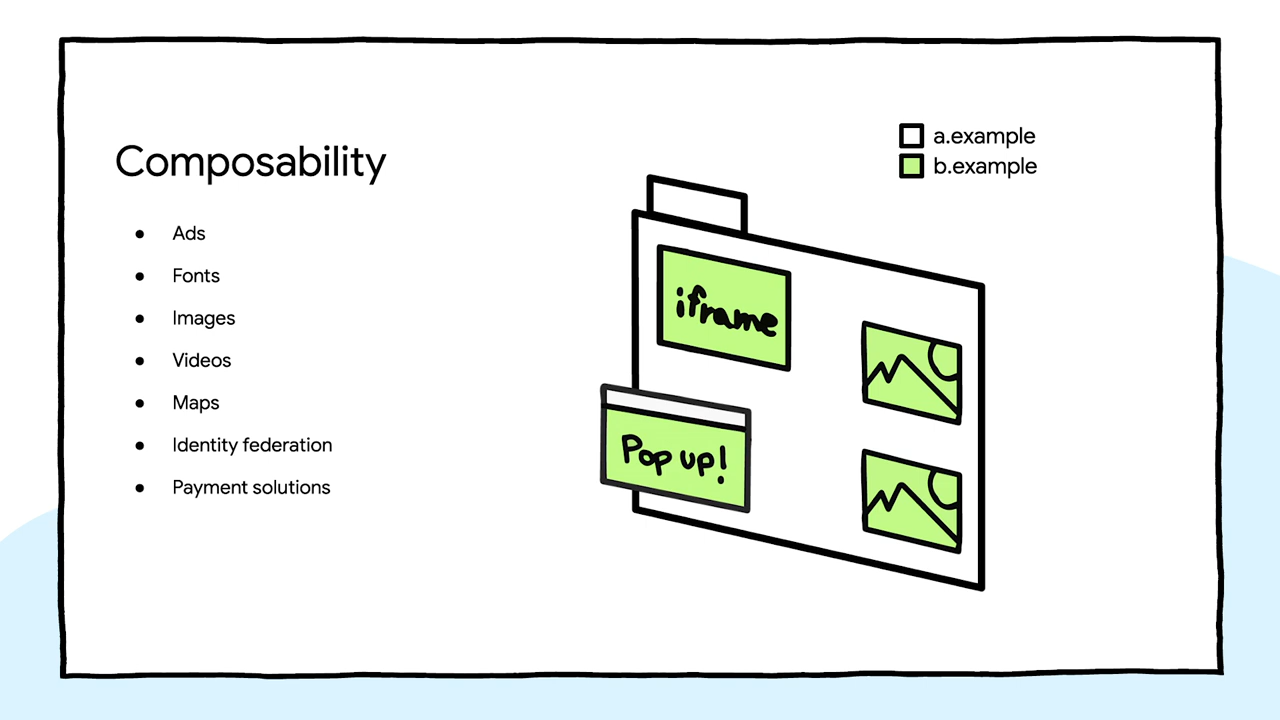 Composability
● Ads
● Fonts
● Images
● Videos
● Maps
● Identity federation
● Payment solutions
a.example
b.example
iframe
Pop up!